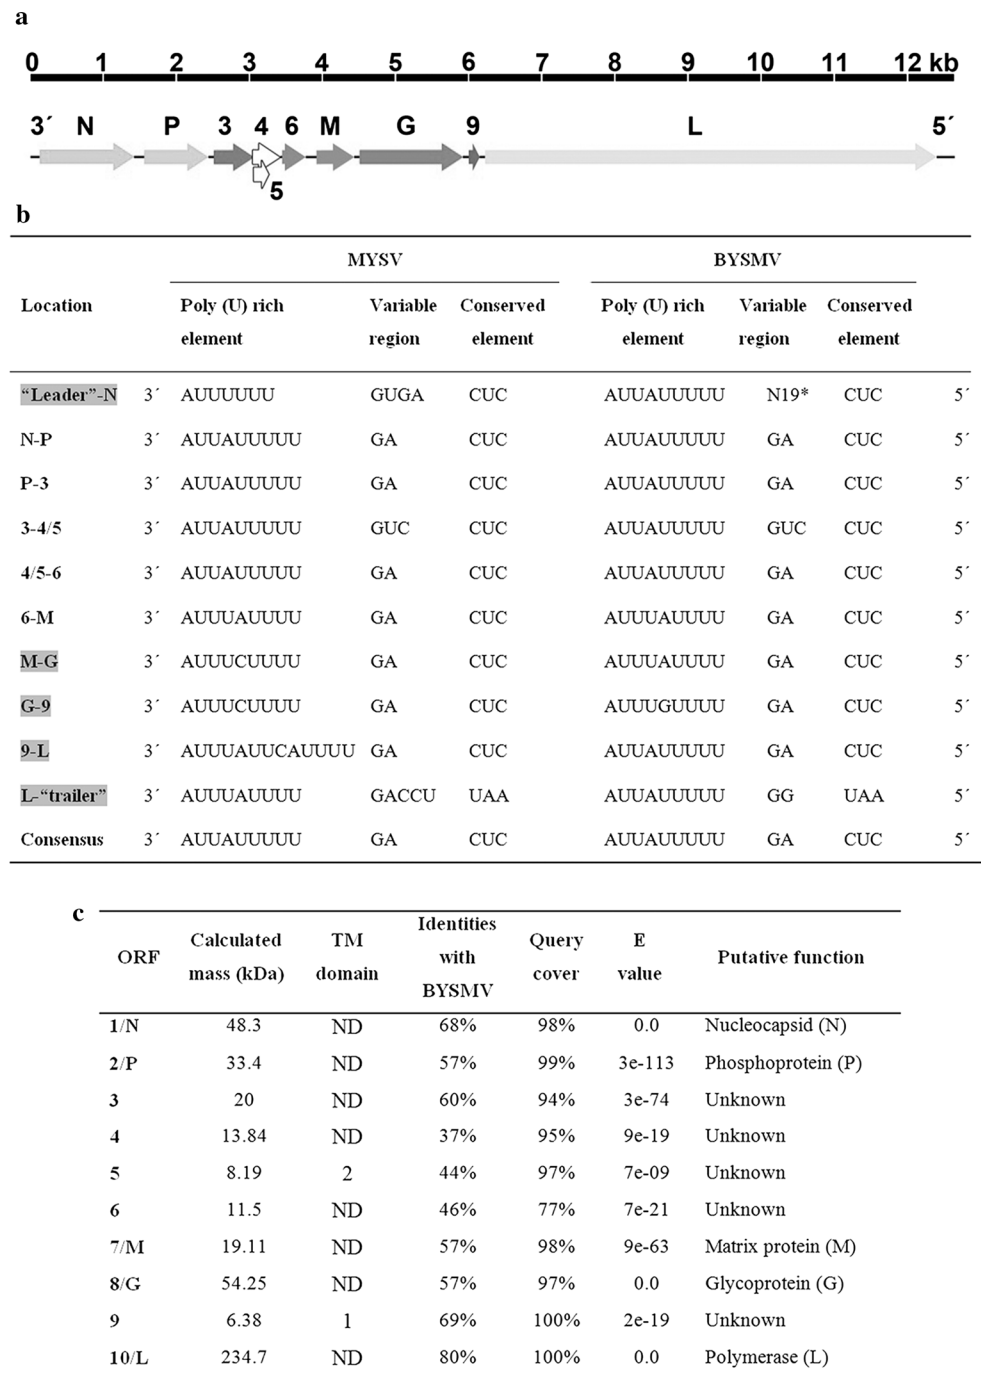 a
0 1 2 3 4 5 6 7 8 9 10 11 12 kb
3´ N P 3 4 6 M G 9 L 5´
5
b
MYSV BYSMV
Location Poly (U) rich element Variable region Conserved element Poly (U) rich element Variable region Conserved element
“Leader”-N 3´ AUUUUUU GUGA CUC AUUAUUUUU N19* CUC 5´
N-P 3´ AUUAUUUUU GA CUC AUUAUUUUU GA CUC 5´
P-3 3´ AUUAUUUUU GA CUC AUUAUUUUU GA CUC 5´
3-4/5 3´ AUUAUUUUU GUC CUC AUUAUUUUU GUC CUC 5´
4/5-6 3´ AUUAUUUUU GA CUC AUUAUUUUU GA CUC 5´
6-M 3´ AUUUAUUUU GA CUC AUUUAUUUU GA CUC 5´
M-G 3´ AUUUCUUUU GA CUC AUUUAUUUU GA CUC 5´
G-9 3´ AUUUCUUUU GA CUC AUUUGUUUU GA CUC 5´
9-L 3´ AUUUAUUCAUUUU GA CUC AUUAUUUUU GA CUC 5´
L-“trailer” 3´ AUUUAUUUU GACCU UAA AUUAUUUUU GG UAA 5´
Consensus 3´ AUUAUUUUU GA CUC AUUAUUUUU GA CUC 5´
c
ORF Calculated mass (kDa) TM domain Identities with BYSMV Query cover E value Putative function
1/N 48.3 ND 68% 98% 0.0 Nucleocapsid (N)
2/P 33.4 ND 57% 99% 3e-113 Phosphoprotein (P)
3 20 ND 60% 94% 3e-74 Unknown
4 13.84 ND 37% 95% 9e-19 Unknown
5 8.19 2 44% 97% 7e-09 Unknown
6 11.5 ND 46% 77% 7e-21 Unknown
7/M 19.11 ND 57% 98% 9e-63 Matrix protein (M)
8/G 54.25 ND 57% 97% 0.0 Glycoprotein (G)
9 6.38 1 69% 100% 2e-19 Unknown
10/L 234.7 ND 80% 100% 0.0 Polymerase (L)